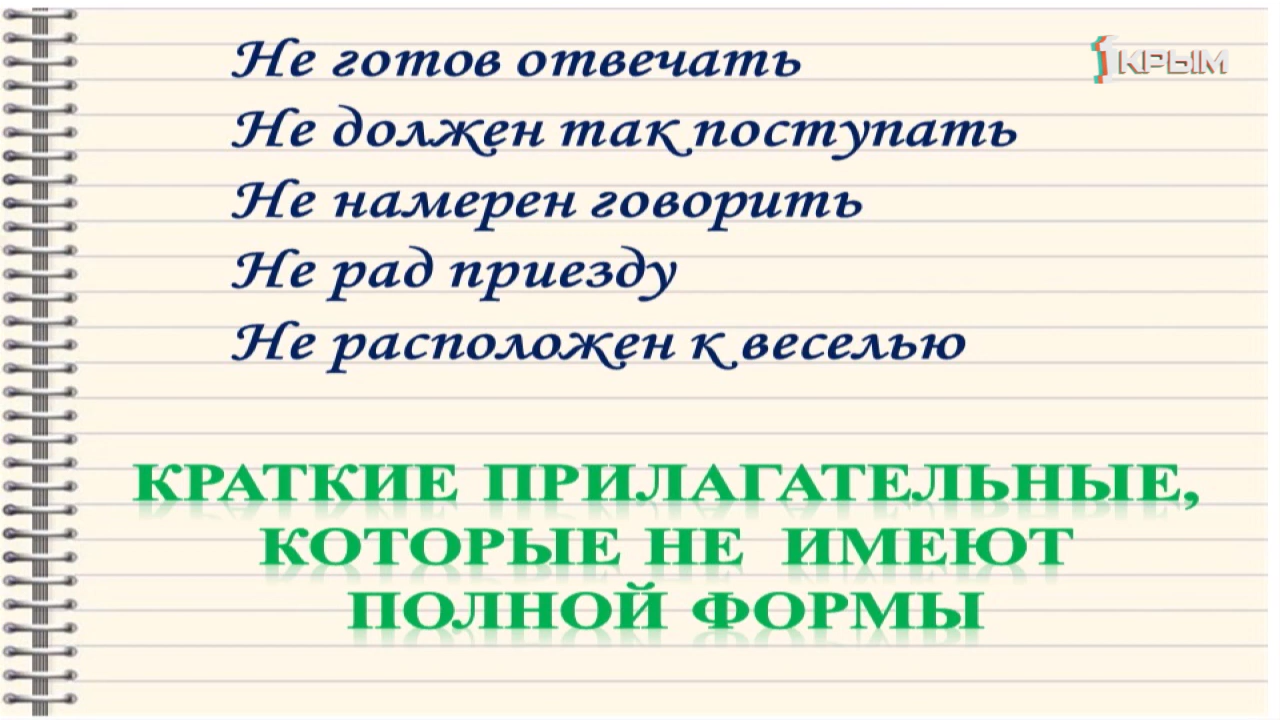 Не готов отвечать
1КРЫМ
Не должен так поступать
Не намерен говорить
Не рад приезду
Не расположен к веселью
КРАТКИЕ ПРИЛАГАТЕЛЬНЫЕ,
КОТОРЫЕ НЕ ИМЕЮТ
ПОЛНОЙ ФОРМЫ